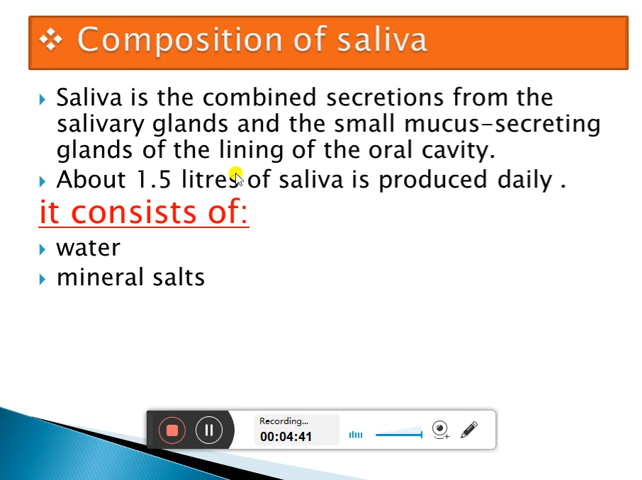 Composition of saliva
Saliva is the combined secretions from the
salivary glands and the small mucus-secreting
glands of the lining of the oral cavity.
About 1.5 litres of saliva is produced daily .
it consists of:
water
mineral salts
Recording...
00:04:41